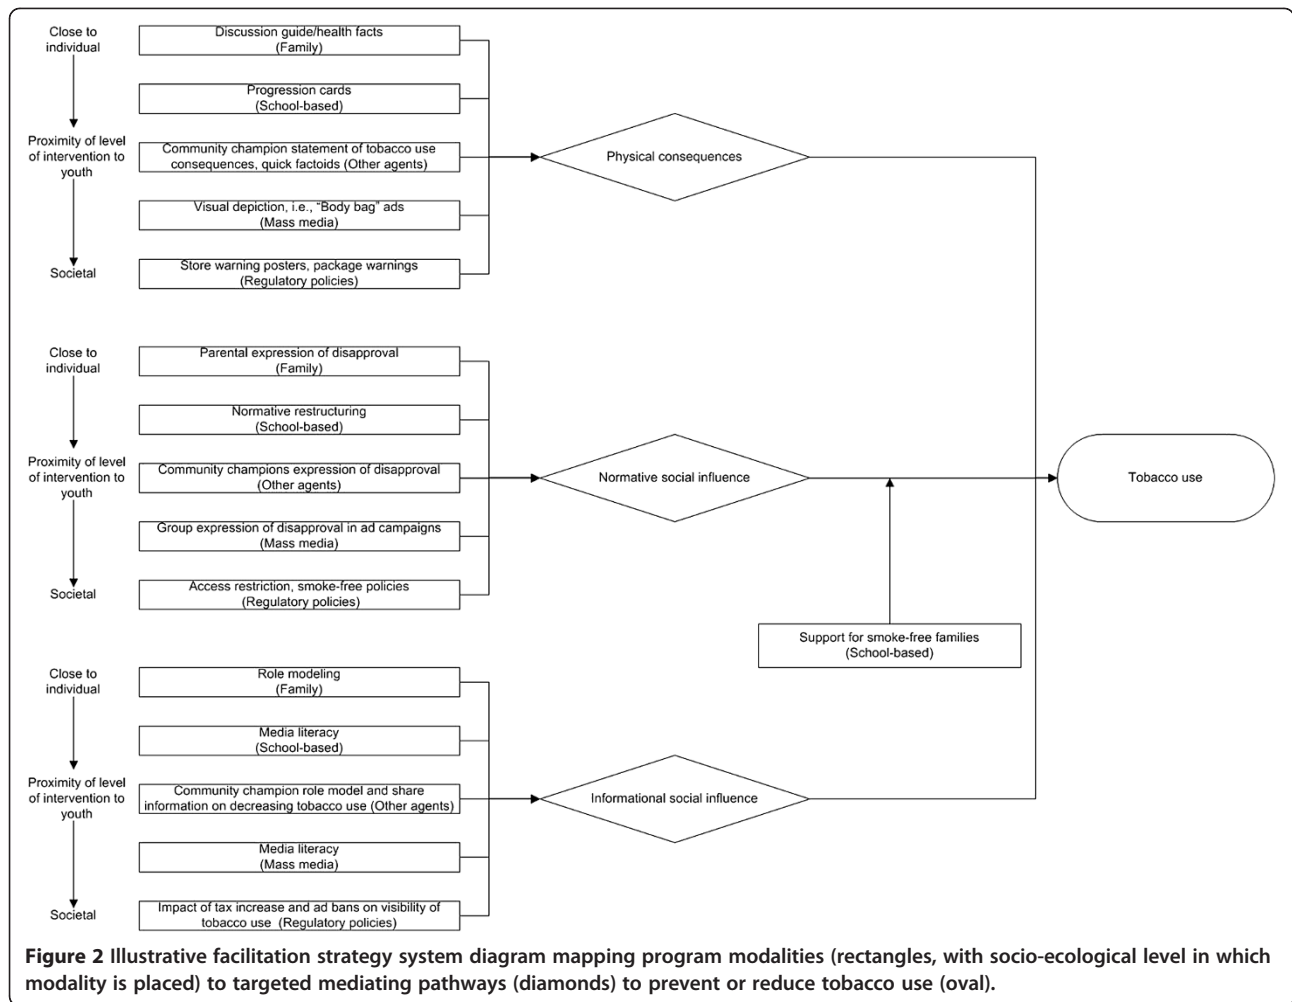 Close to
individual
Discussion guide/health facts
(Family)
Progression cards
(School-based)
Proximity of level
of intervention to
youth
Community champion statement of tobacco use
consequences, quick factoids (Other agents)
Physical consequences
Visual depiction, i.e., “Body bag” ads
(Mass media)
Societal
Store warning posters, package warnings
(Regulatory policies)
Close to
individual
Parental expression of disapproval
(Family)
Normative restructuring
(School-based)
Proximity of level
of intervention to
youth
Community champions expression of disapproval
(Other agents)
Normative social influence
Tobacco use
Group expression of disapproval in ad campaigns
(Mass media)
Societal
Access restriction, smoke-free policies
(Regulatory policies)
Support for smoke-free families
(School-based)
Close to
individual
Role modeling
(Family)
Media literacy
(School-based)
Proximity of level
of intervention to
youth
Community champion role model and share
information on decreasing tobacco use (Other agents)
Informational social influence
Media literacy
(Mass media)
Societal
Impact of tax increase and ad bans on visibility of
tobacco use (Regulatory policies)
Figure 2 Illustrative facilitation strategy system diagram mapping program modalities (rectangles, with socio-ecological level in which
modality is placed) to targeted mediating pathways (diamonds) to prevent or reduce tobacco use (oval).